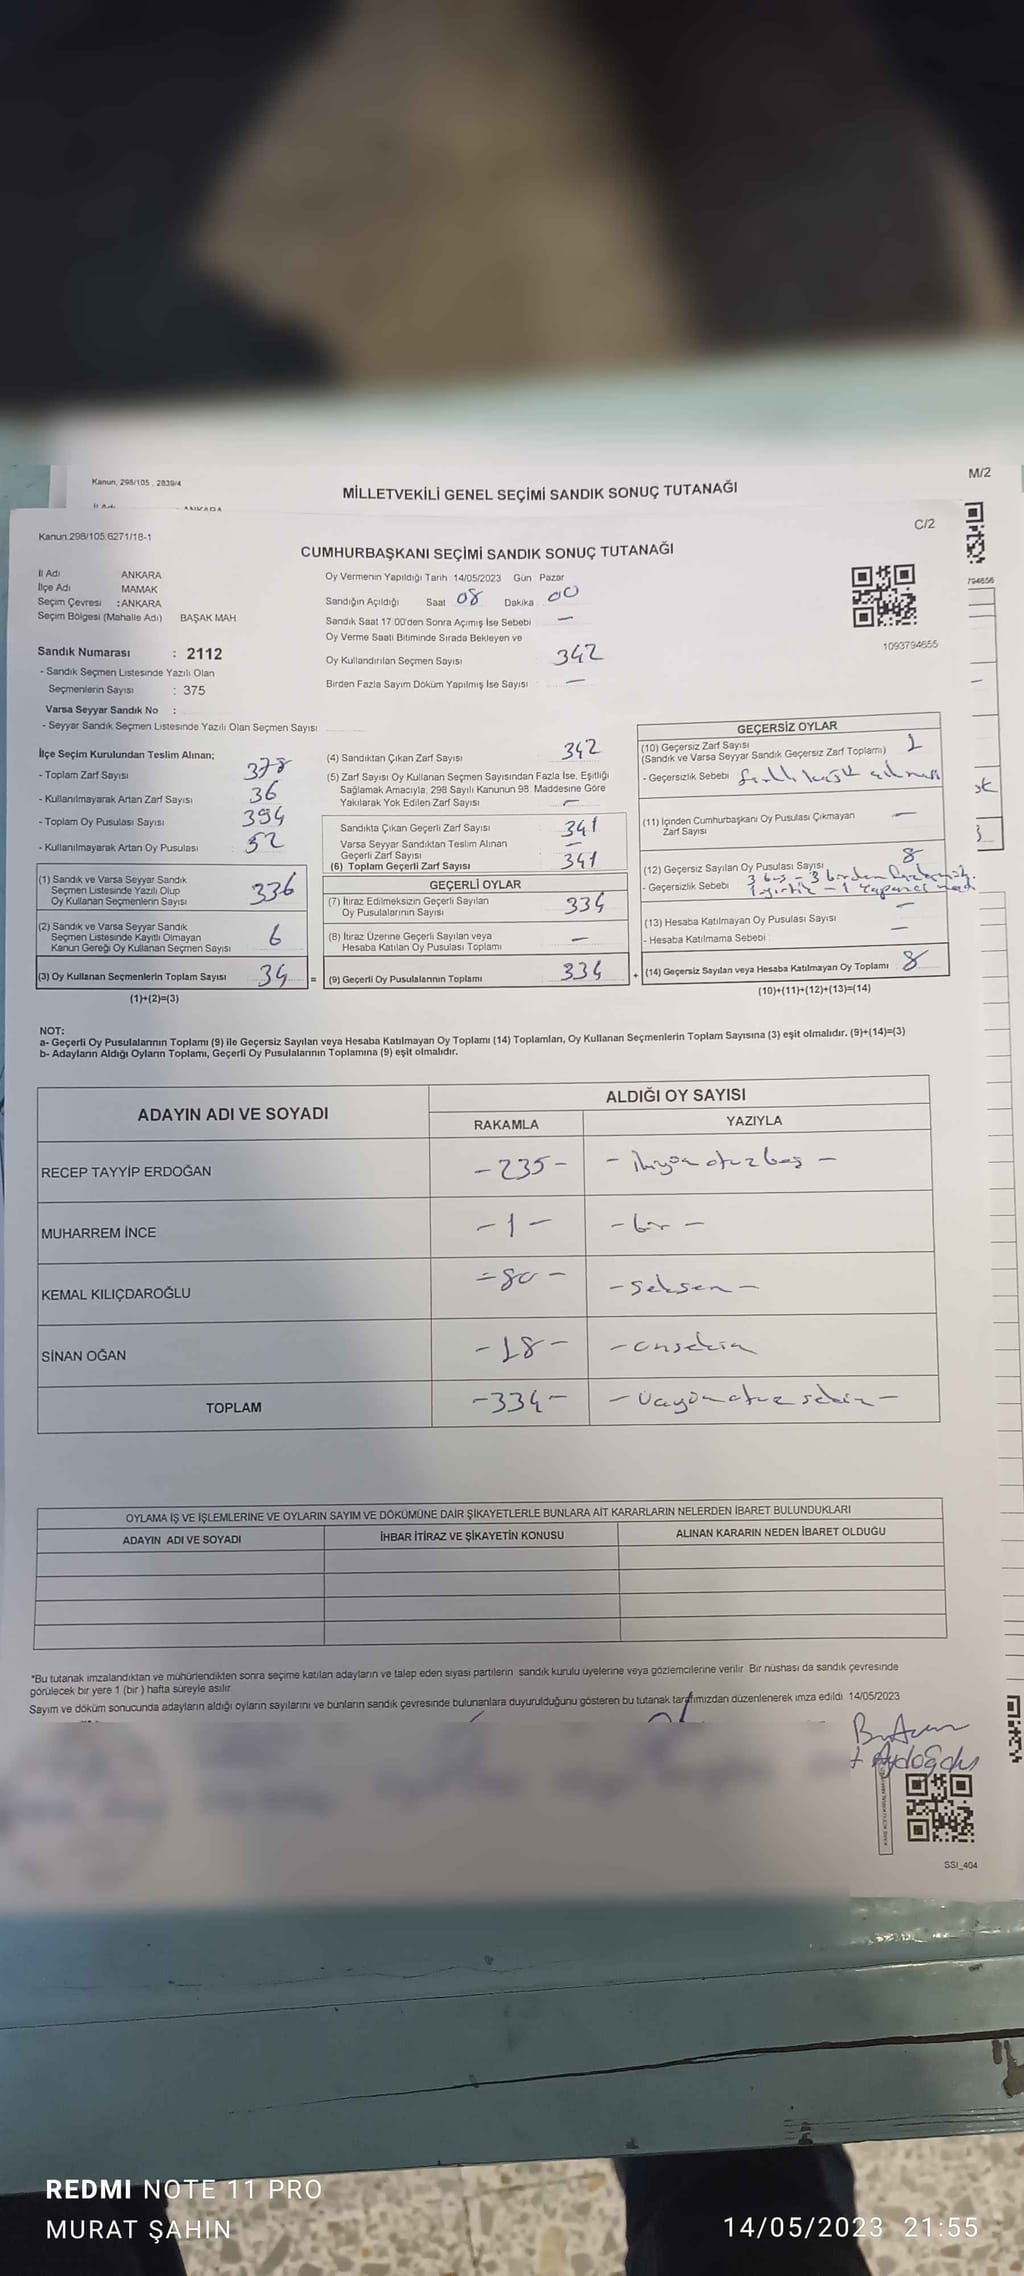 Kanun, 298/105 , 2839/4
M/2
MİLLETVEKİLİ GENEL SEÇİMİ SANDIK SONUÇ TUTANAĞI
İl Adı ANKARA
Kanun.298/105,6271/18-1
C/2
CUMHURBAŞKANI SEÇİMİ SANDIK SONUÇ TUTANAĞI
794656
İl Adı ANKARA
İlçe Adı MAMAK
Seçim Çevresi :ANKARA
Seçim Bölgesi (Mahalle Adı) BAŞAK MAH
Sandık Numarası : 2112
- Sandık Seçmen Listesinde Yazılı Olan
Seçmenlerin Sayısı : 375
Varsa Seyyar Sandık No :
- Seyyar Sandık Seçmen Listesinde Yazılı Olan Seçmen Sayısı
Oy Vermenin Yapıldığı Tarih 14/05/2023 Gün Pazar
Sandığın Açıldığı Saat 08 Dakika 00
Sandık Saat 17.00'den Sonra Açımış İse Sebebi —
Oy Verme Saati Bitiminde Sırada Bekleyen ve
Oy Kullandırılan Seçmen Sayısı 342
Birden Fazla Sayım Döküm Yapılmış İse Sayısı —
1093794655
İlçe Seçim Kurulundan Teslim Alınan;
- Toplam Zarf Sayısı 378
- Kullanılmayarak Artan Zarf Sayısı 36
- Toplam Oy Pusulası Sayısı 394
- Kullanılmayarak Artan Oy Pusulası 52
(1) Sandık ve Varsa Seyyar Sandık
Seçmen Listesinde Yazılı Olup
Oy Kullanan Seçmenlerin Sayısı 336
(2) Sandık ve Varsa Seyyar Sandık
Seçmen Listesinde Kayıtlı Olmayan
Kanun Gereği Oy Kullanan Seçmen Sayısı 6
(3) Oy Kullanan Seçmenlerin Toplam Sayısı 34 =
(1)+(2)=(3)
(4) Sandıktan Çıkan Zarf Sayısı 342
(5) Zarf Sayısı Oy Kullanan Seçmen Sayısından Fazla İse, Eşitliği
Sağlamak Amacıyla, 298 Sayılı Kanunun 98. Maddesine Göre
Yakılarak Yok Edilen Zarf Sayısı —
Sandıkta Çıkan Geçerli Zarf Sayısı 341
Varsa Seyyar Sandıktan Teslim Alınan
Geçerli Zarf Sayısı —
(6) Toplam Geçerli Zarf Sayısı 341
GEÇERLİ OYLAR
(7) İtiraz Edilmeksizin Geçerli Sayılan
Oy Pusulalarının Sayısı 334
(8) İtiraz Üzerine Geçerli Sayılan veya
Hesaba Katılan Oy Pusulası Toplamı —
(9) Geçerli Oy Pusulalarının Toplamı 334 +
GEÇERSİZ OYLAR
(10) Geçersiz Zarf Sayısı
(Sandık ve Varsa Seyyar Sandık Geçersiz Zarf Toplamı) 1
- Geçersizlik Sebebi
(11) İçinden Cumhurbaşkanı Oy Pusulası Çıkmayan
Zarf Sayısı —
(12) Geçersiz Sayılan Oy Pusulası Sayısı 8
- Geçersizlik Sebebi 3 boş - 3 birden
1 yırtık - 1
(13) Hesaba Katılmayan Oy Pusulası Sayısı —
- Hesaba Katılmama Sebebi —
(14) Geçersiz Sayılan veya Hesaba Katılmayan Oy Toplamı 8
(10)+(11)+(12)+(13)=(14)
NOT:
a- Geçerli Oy Pusulalarının Toplamı (9) ile Geçersiz Sayılan veya Hesaba Katılmayan Oy Toplamı (14) Toplamları, Oy Kullanan Seçmenlerin Toplam Sayısına (3) eşit olmalıdır. (9)+(14)=(3)
b- Adayların Aldığı Oyların Toplamı, Geçerli Oy Pusulalarının Toplamına (9) eşit olmalıdır.
ADAYIN ADI VE SOYADI ALDIĞI OY SAYISI
RAKAMLA YAZIYLA
RECEP TAYYİP ERDOĞAN -235- - ikiyüz otuz beş -
MUHARREM İNCE -1- -bir-
KEMAL KILIÇDAROĞLU =80- -seksen-
SİNAN OĞAN -18- -onsekiz
TOPLAM -334- -üçyüz otuz sekiz-
OYLAMA İŞ VE İŞLEMLERİNE VE OYLARIN SAYIM VE DÖKÜMÜNE DAİR ŞİKAYETLERLE BUNLARA AİT KARARLARIN NELERDEN İBARET BULUNDUKLARI
ADAYIN ADI VE SOYADI İHBAR İTİRAZ VE ŞİKAYETİN KONUSU ALINAN KARARIN NEDEN İBARET OLDUĞU
*Bu tutanak imzalandıktan ve mühürlendikten sonra seçime katılan adayların ve talep eden siyasi partilerin sandık kurulu üyelerine veya gözlemcilerine verilir. Bir nüshası da sandık çevresinde
görülecek bir yere 1 (bir ) hafta süreyle asılır.
Sayım ve döküm sonucunda adayların aldığı oyların sayılarını ve bunların sandık çevresinde bulunanlara duyurulduğunu gösteren bu tutanak tarafımızdan düzenlenerek imza edildi 14/05/2023
Aydoğdu
SSI_404
REDMI NOTE 11 PRO
MURAT ŞAHIN
14/05/2023 21:55